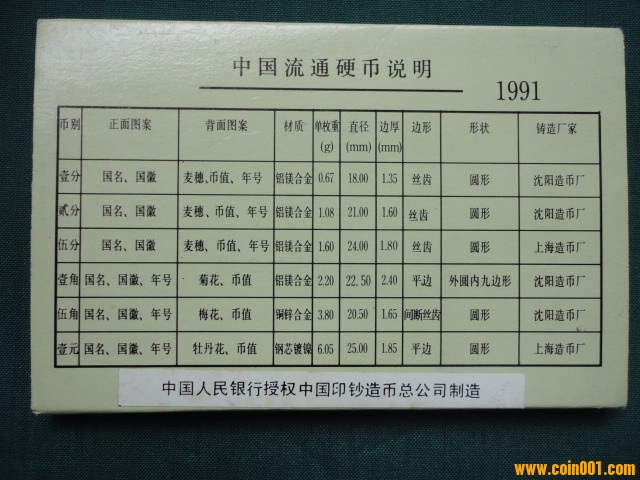 中国流通硬币说明
1991
币别 正面图案 背面图案 材质 单枚重(g) 直径(mm) 边厚(mm) 边形 形状 铸造厂家
壹分 国名、国徽 麦穗、币值、年号 铝镁合金 0.67 18.00 1.35 丝齿 圆形 沈阳造币厂
贰分 国名、国徽 麦穗、币值、年号 铝镁合金 1.08 21.00 1.60 丝齿 圆形 沈阳造币厂
伍分 国名、国徽 麦穗、币值、年号 铝镁合金 1.60 24.00 1.80 丝齿 圆形 上海造币厂
壹角 国名、国徽、年号 菊花、币值 铝镁合金 2.20 22.50 2.40 平边 外圆内九边形 沈阳造币厂
伍角 国名、国徽、年号 梅花、币值 铜锌合金 3.80 20.50 1.65 间断丝齿 圆形 沈阳造币厂
壹元 国名、国徽、年号 牡丹花、币值 钢芯镀镍 6.05 25.00 1.85 平边 圆形 上海造币厂
中国人民银行授权中国印钞造币总公司制造
www.coin001.com